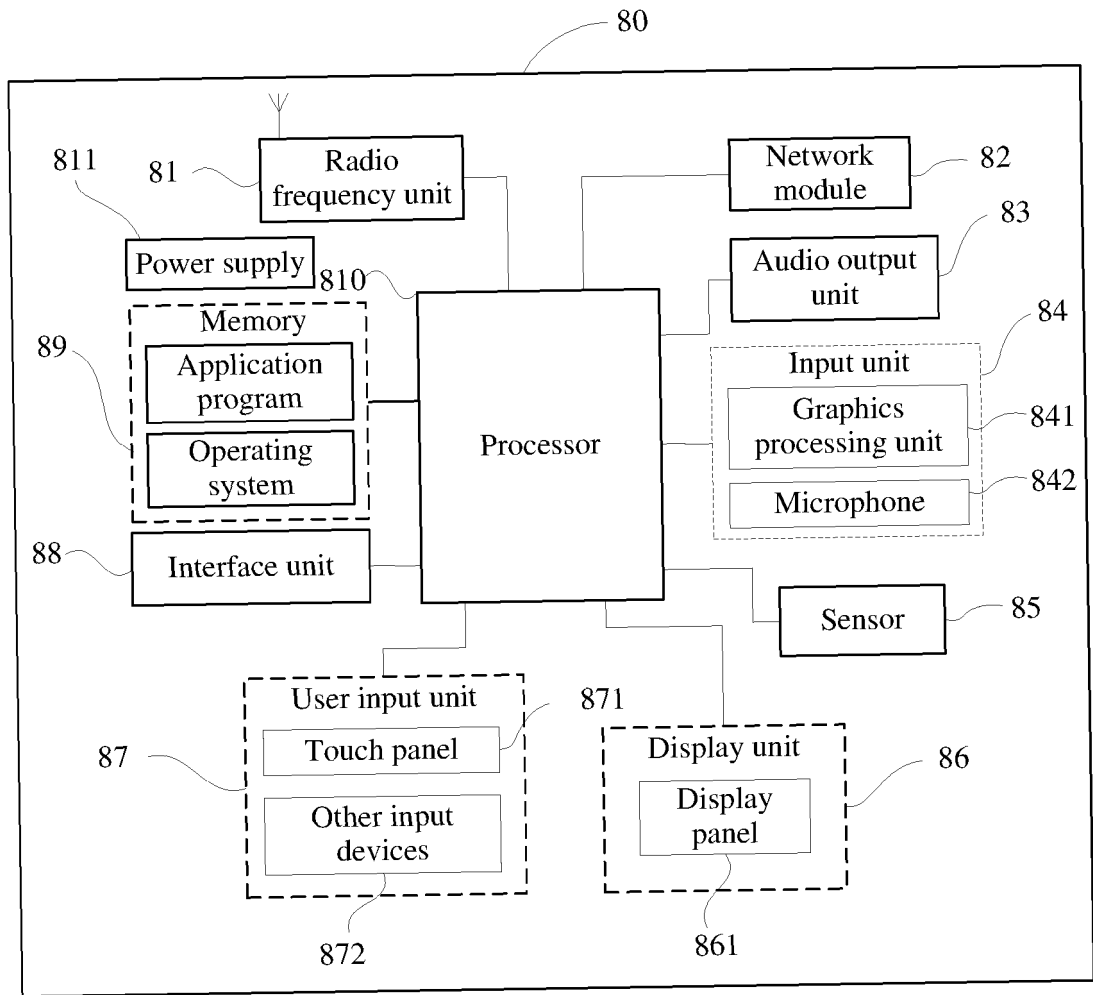 80
811
81
Radio
frequency unit
Network
module
82
83
Power supply
810
Audio output
unit
84
89
Memory
Application
program
Operating
system
Processor
Input unit
Graphics
processing unit
841
842
Microphone
88
Interface unit
Sensor
85
User input unit
871
87
Touch panel
Other input
devices
872
Display unit
86
Display
panel
861